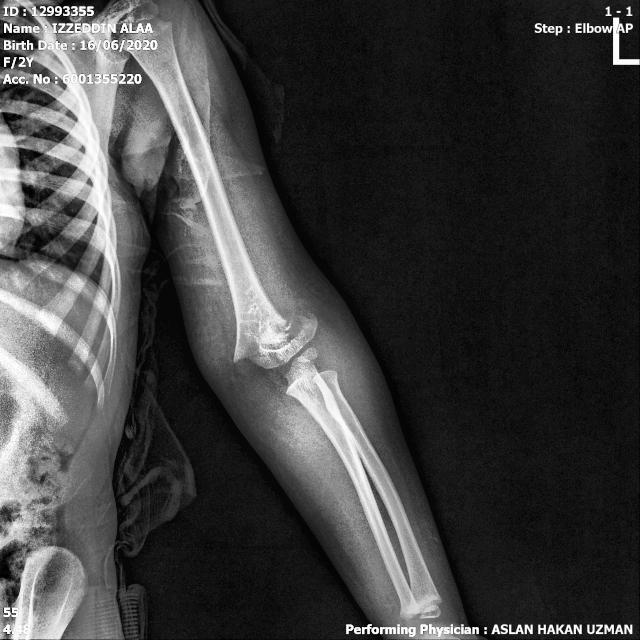 ID : 12993355
Name : IZZEDDIN ALAA
Birth Date : 16/06/2020
F/2Y
Acc. No : 6001355220
1 - 1
Step : Elbow AP
L
55
Performing Physician : ASLAN HAKAN UZMAN